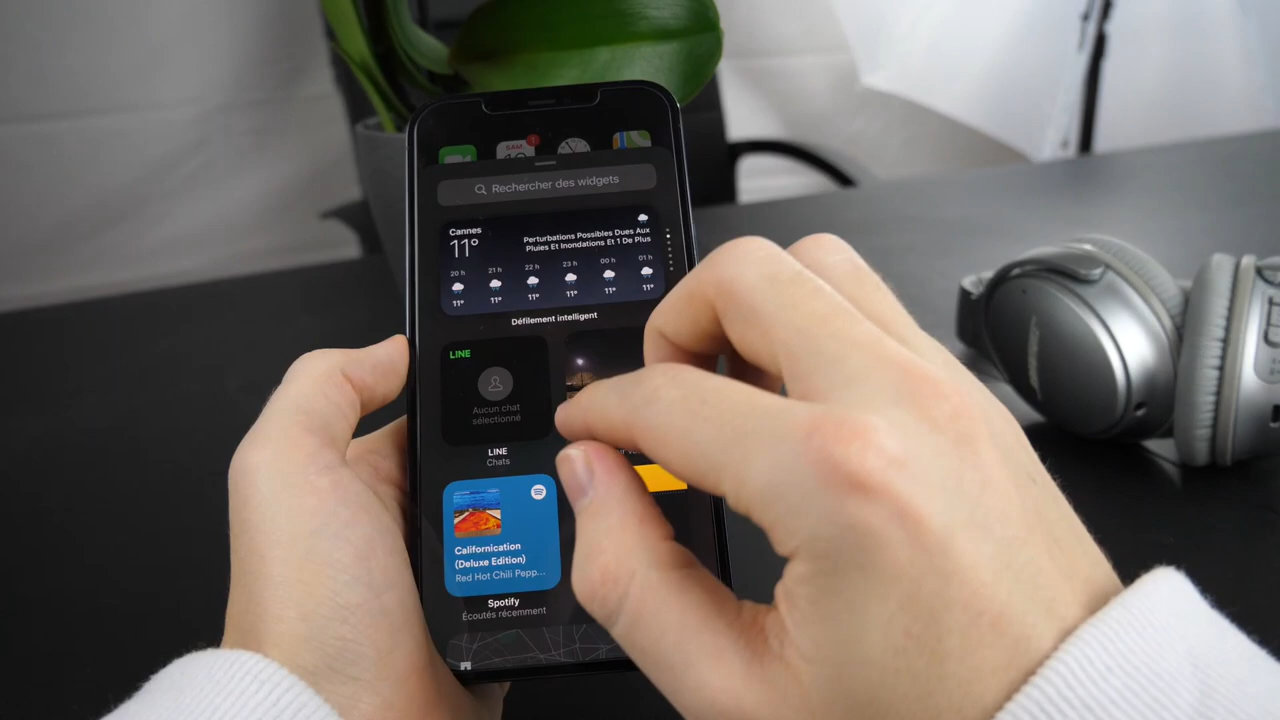 SAM
1
Rechercher des widgets
Cannes
11°
Perturbations Possibles Dues Aux
Pluies Et Inondations Et 1 De Plus
20 h 21 h 22 h 23 h 00 h 01 h
11° 11° 11° 11° 11° 11°
Défilement intelligent
LINE
Aucun chat
sélectionné
LINE
Chats
Californication
(Deluxe Edition)
Red Hot Chili Pepp...
Spotify
Écoutés récemment